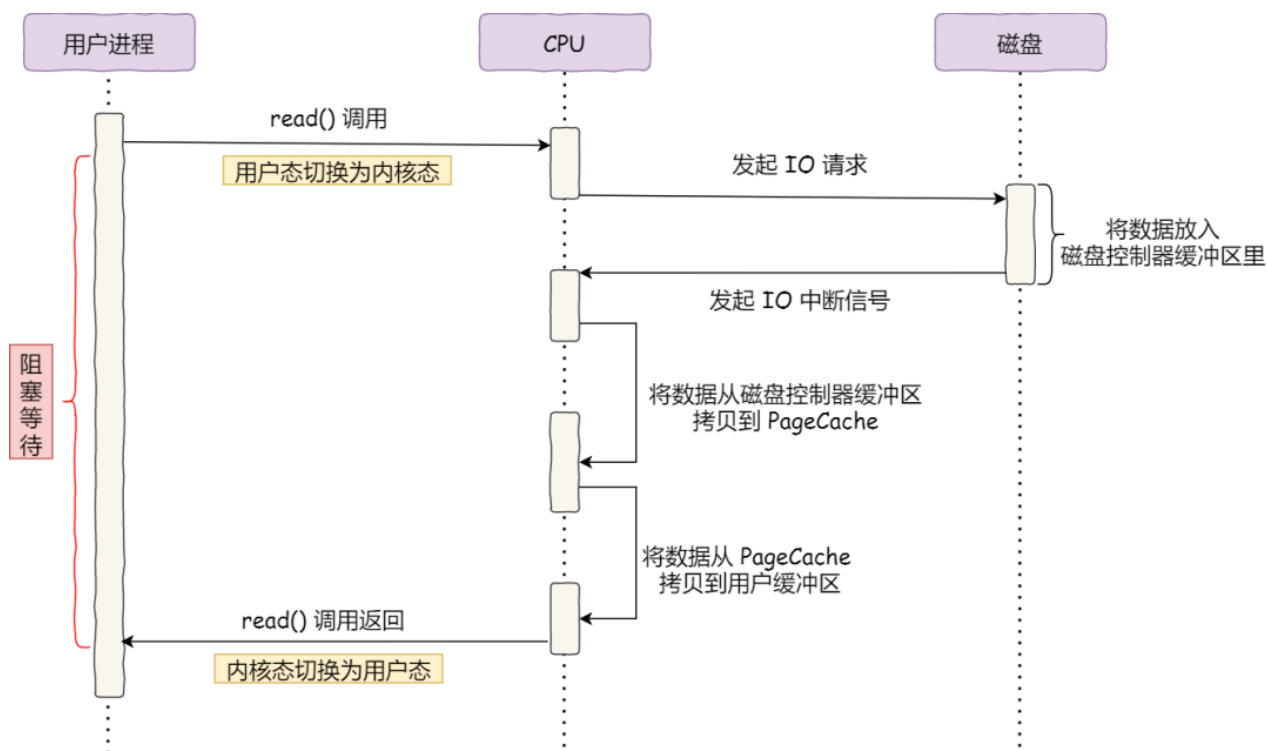 用户进程
CPU
磁盘
read() 调用
用户态切换为内核态
发起 IO 请求
将数据放入
磁盘控制器缓冲区里
发起 IO 中断信号
阻
塞
等
待
将数据从磁盘控制器缓冲区
拷贝到 PageCache
将数据从 PageCache
拷贝到用户缓冲区
read() 调用返回
内核态切换为用户态